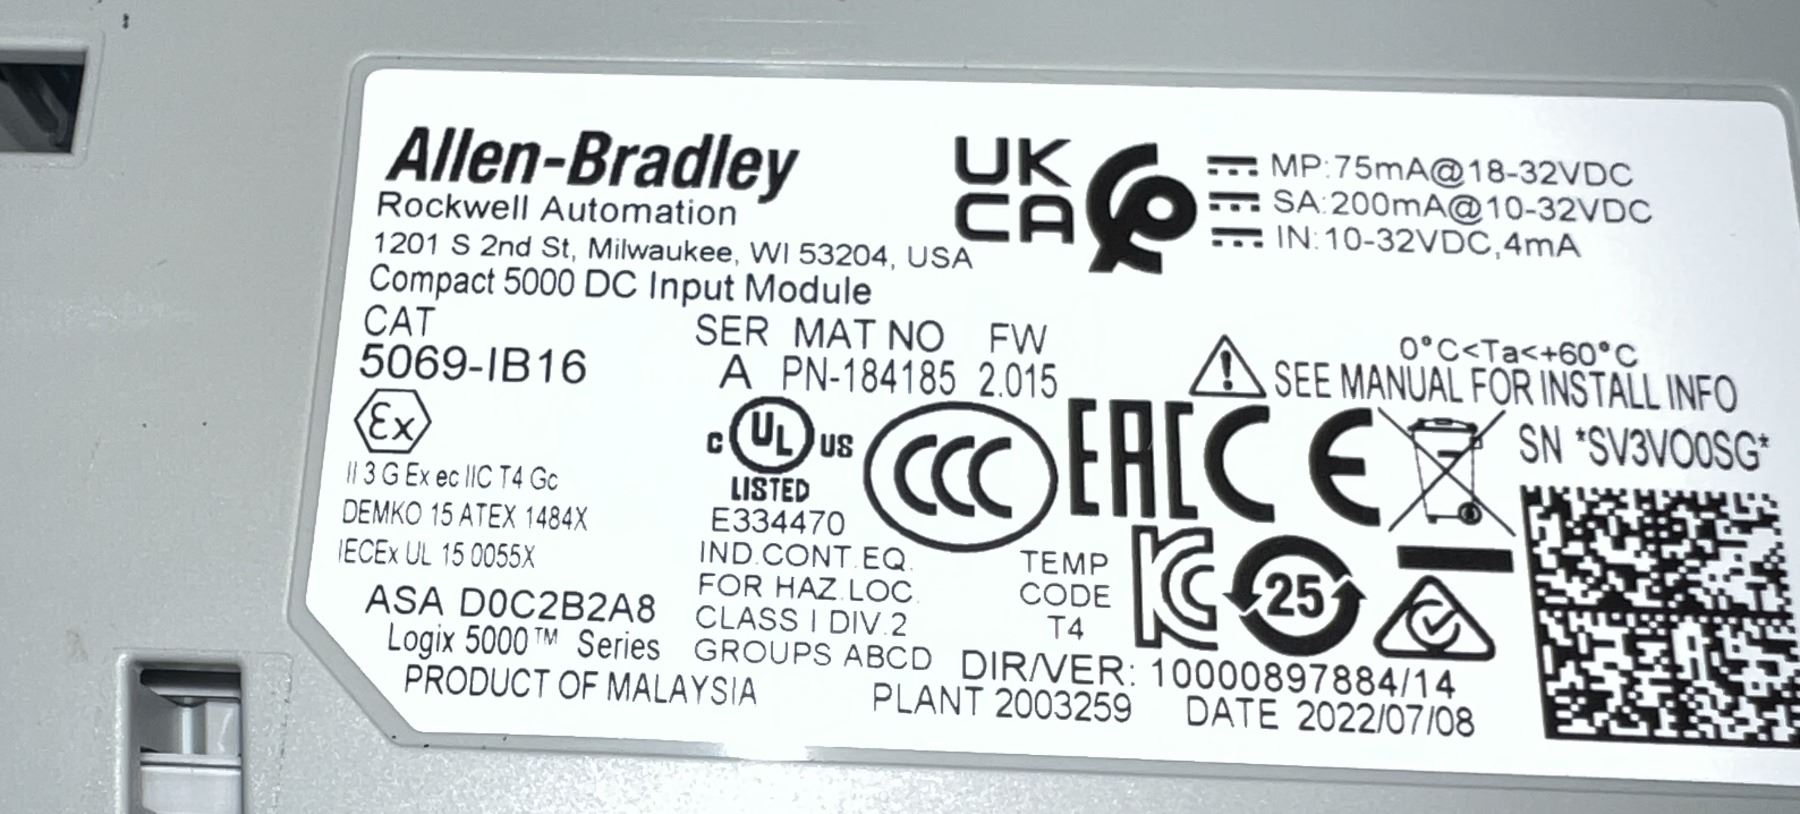 Allen-Bradley
Rockwell Automation
1201 S 2nd St, Milwaukee, WI 53204, USA
Compact 5000 DC Input Module
CAT
5069-IB16
SER MAT NO FW
A PN-184185 2.015
UK
CA
MP:75mA@18-32VDC
SA:200mA@10-32VDC
IN:10-32VDC,4mA
0°C<Ta<+60°C
SEE MANUAL FOR INSTALL INFO
Ex
II 3 G Ex ec IIC T4 Gc
DEMKO 15 ATEX 1484X
IECEx UL 15 0055X
ASA D0C2B2A8
Logix 5000™ Series
PRODUCT OF MALAYSIA
C UL US
LISTED
E334470
IND.CONT.EQ.
FOR HAZ.LOC.
CLASS I DIV.2
GROUPS ABCD
CCC
EAC
CE
TEMP
CODE
T4
KC
25
SN *SV3VO0SG*
DIR/VER: 10000897884/14
PLANT 2003259 DATE 2022/07/08